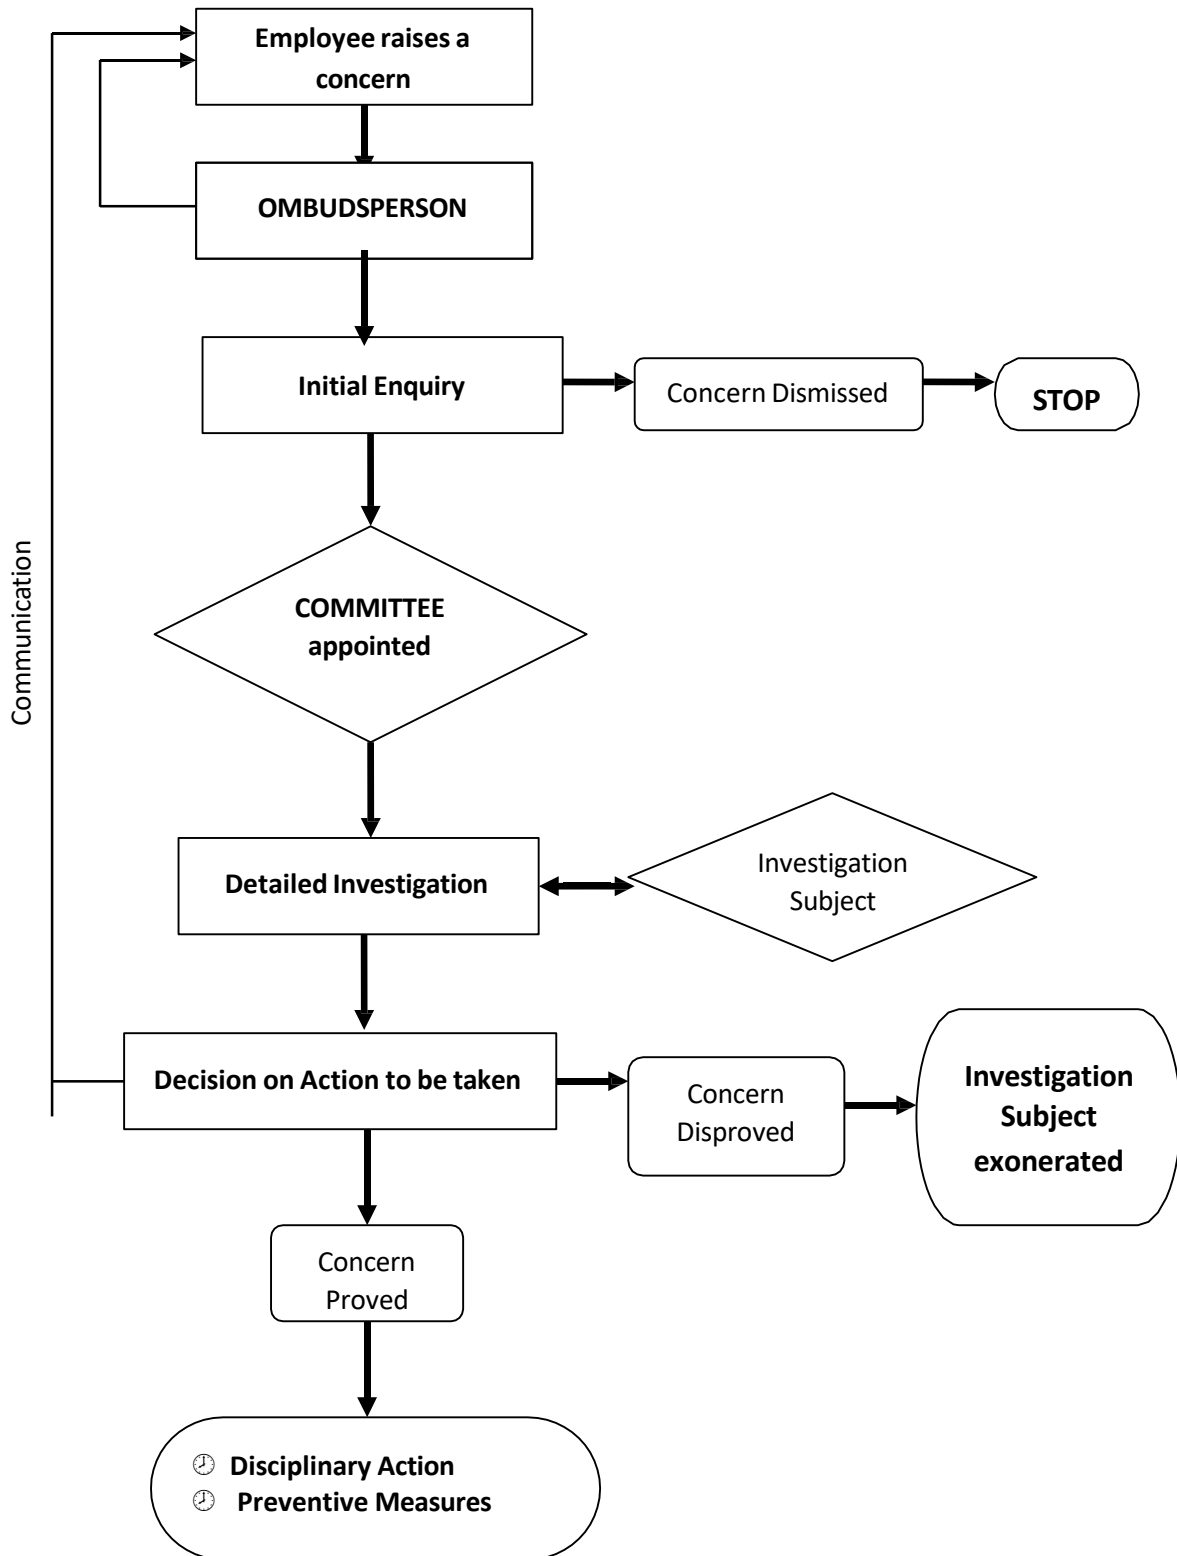 Employee raises a
concern
OMBUDSPERSON
Initial Enquiry
Concern Dismissed
STOP
Communication
COMMITTEE
appointed
Detailed Investigation
Investigation
Subject
Decision on Action to be taken
Concern
Disproved
Investigation
Subject
exonerated
Concern
Proved
Disciplinary Action
Preventive Measures